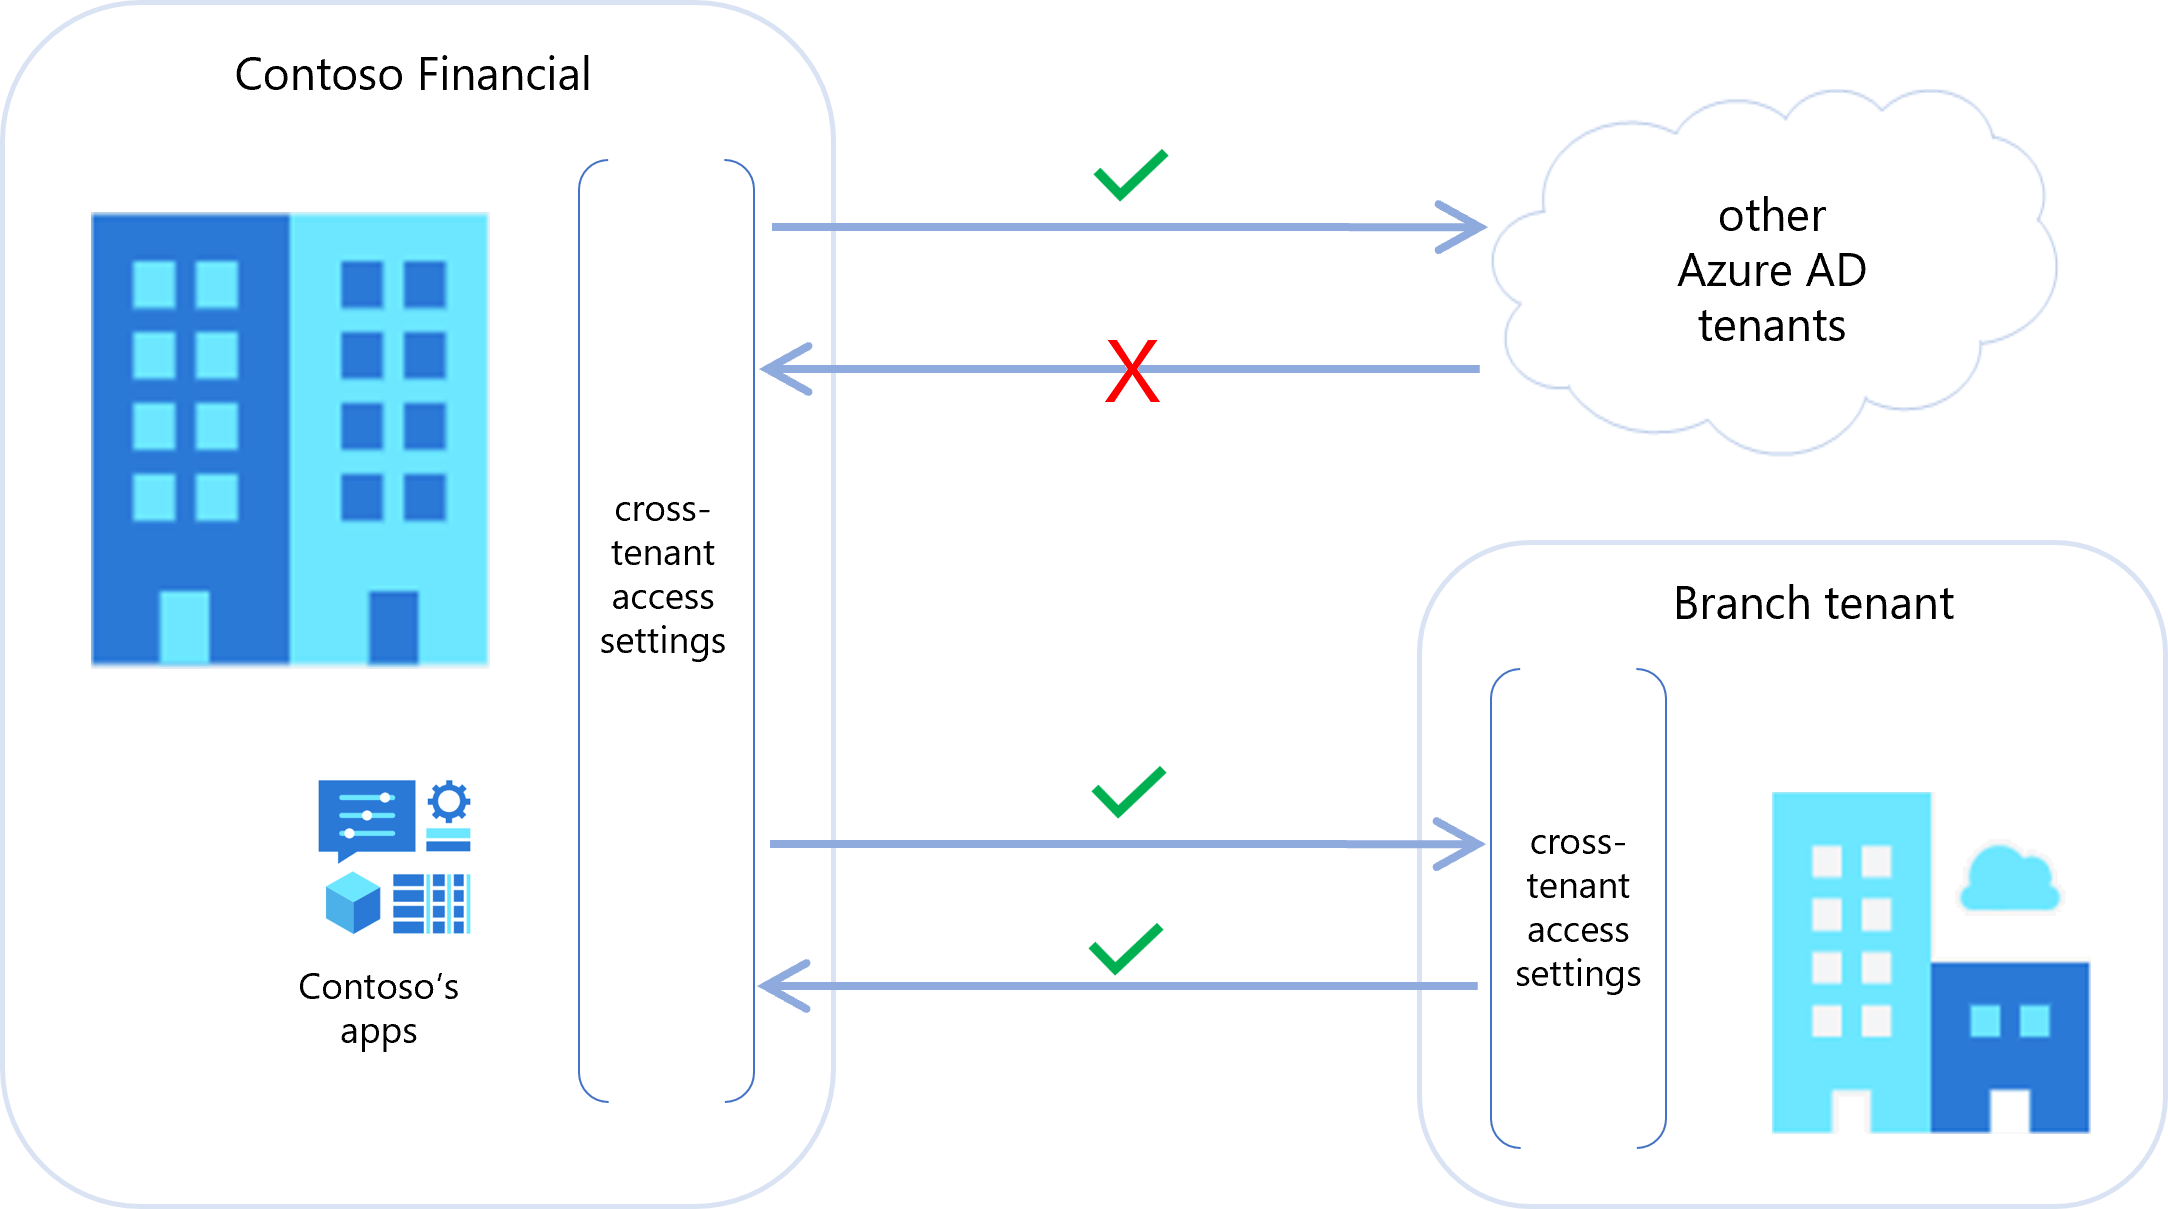 Contoso Financial
other
Azure AD
tenants
cross-
tenant
access
settings
Branch tenant
cross-
tenant
access
settings
Contoso's
apps
X